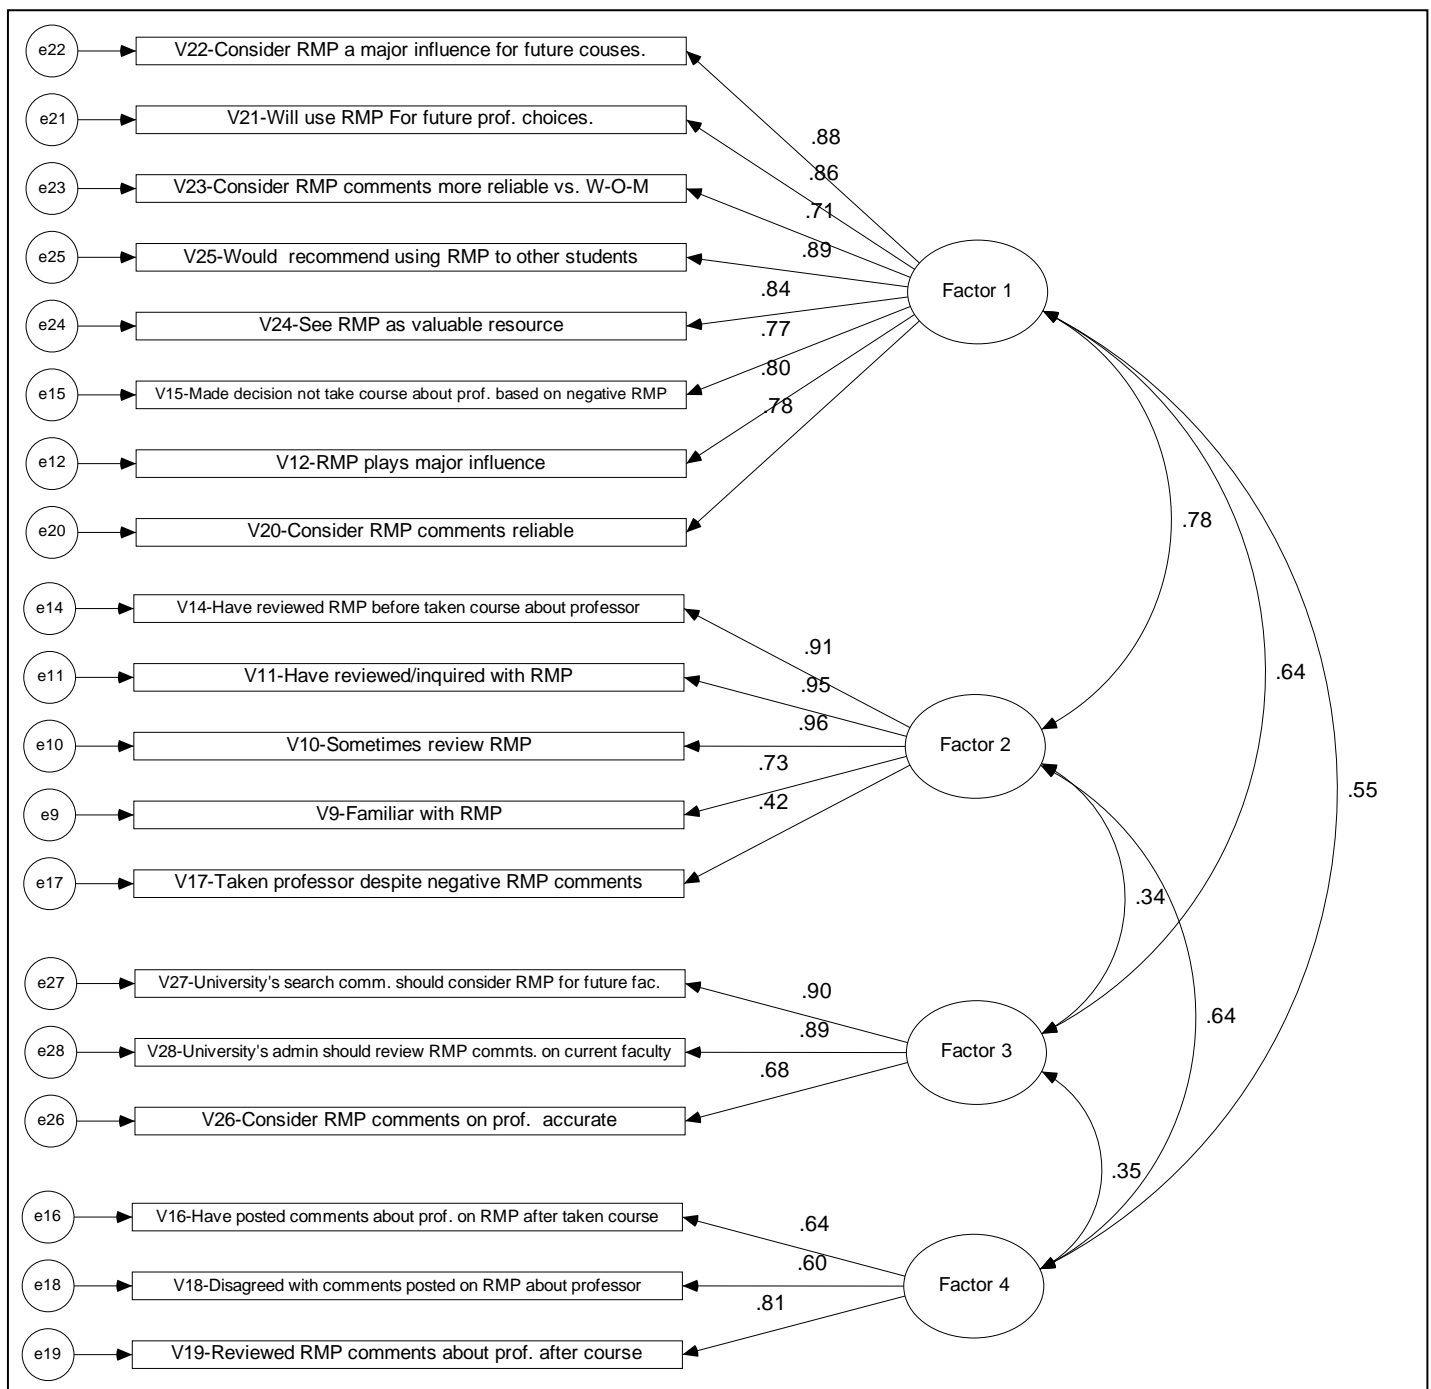 e22
V22-Consider RMP a major influence for future couses.
e21
V21-Will use RMP For future prof. choices.
e23
V23-Consider RMP comments more reliable vs. W-O-M
e25
V25-Would  recommend using RMP to other students
e24
V24-See RMP as valuable resource
e15
V15-Made decision not take course about prof. based on negative RMP
e12
V12-RMP plays major influence
e20
V20-Consider RMP comments reliable
.88
.86
.71
.89
.84
.77
.80
.78
Factor 1
e14
V14-Have reviewed RMP before taken course about professor
e11
V11-Have reviewed/inquired with RMP
e10
V10-Sometimes review RMP
e9
V9-Familiar with RMP
e17
V17-Taken professor despite negative RMP comments
.91
.95
.96
.73
.42
Factor 2
e27
V27-University's search comm. should consider RMP for future fac.
e28
V28-University's admin should review RMP commts. on current faculty
e26
V26-Consider RMP comments on prof.  accurate
.90
.89
.68
Factor 3
e16
V16-Have posted comments about prof. on RMP after taken course
e18
V18-Disagreed with comments posted on RMP about professor
e19
V19-Reviewed RMP comments about prof. after course
.64
.60
.81
Factor 4
.78
.64
.55
.34
.64
.35